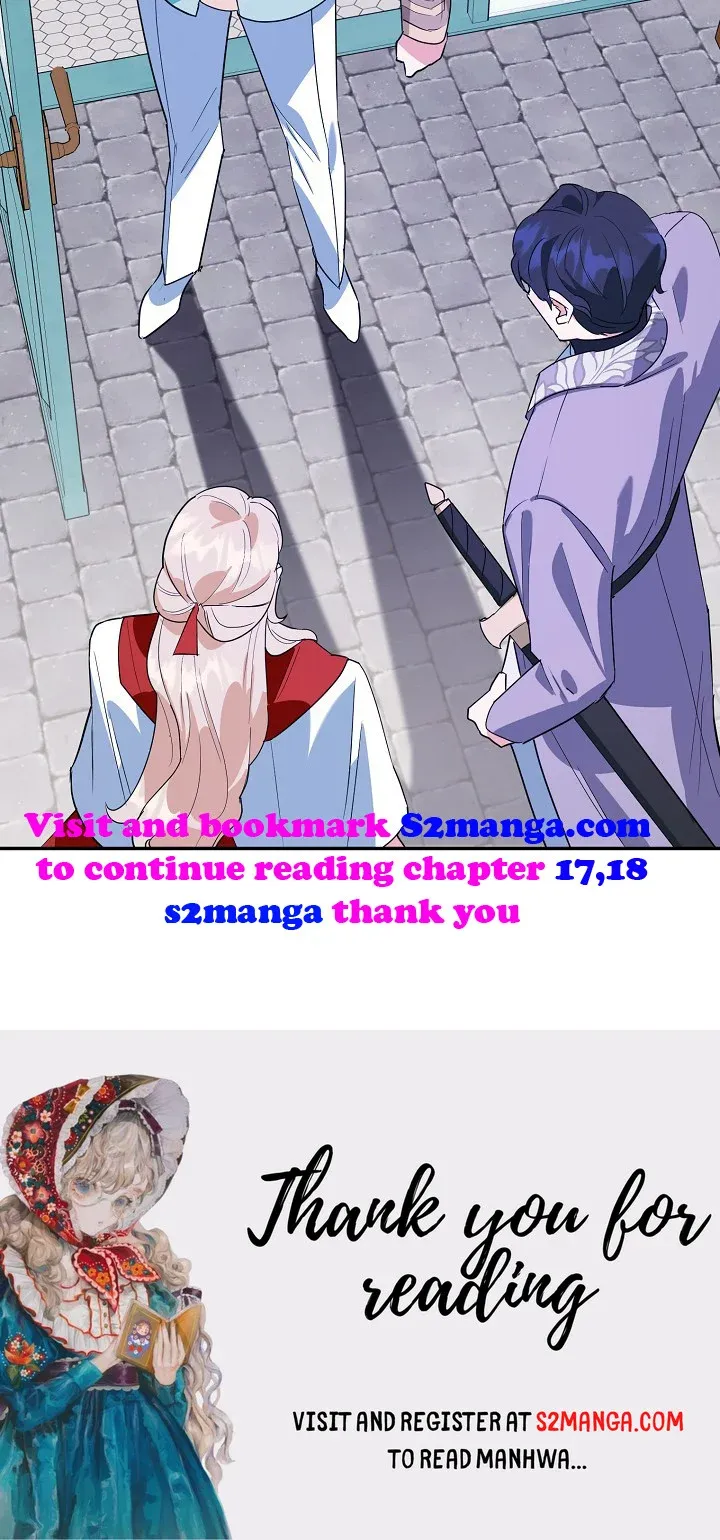 Visit and bookmark S2manga.com
to continue reading chapter 17,18
s2manga thank you
Thank you for
reading
VISIT AND REGISTER AT S2MANGA.COM
TO READ MANHWA...